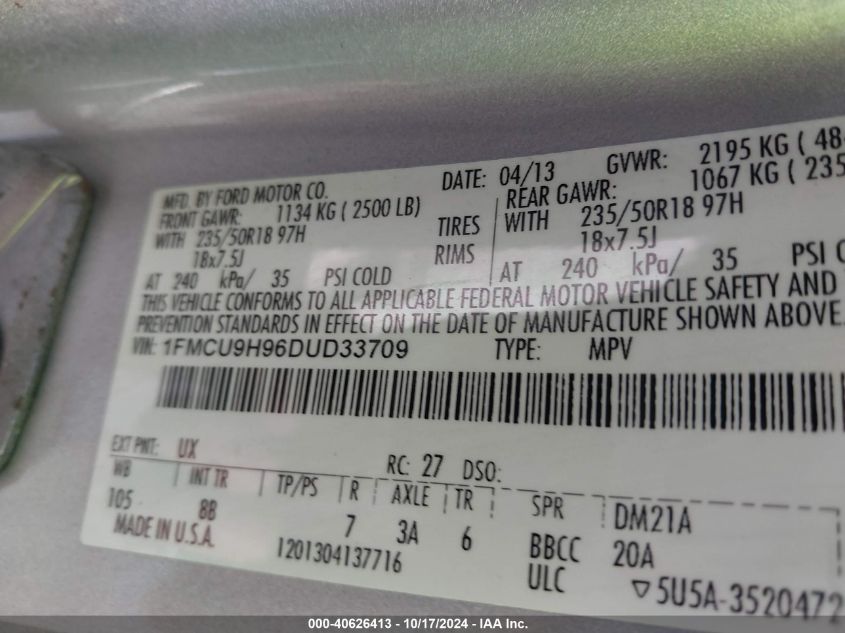 MFD. BY FORD MOTOR CO. DATE: 04/13 GVWR: 2195 KG ( 48
FRONT GAWR: 1134 KG ( 2500 LB) REAR GAWR: 1067 KG ( 235
WITH 235/50R18 97H TIRES WITH 235/50R18 97H
18x7.5J RIMS 18x7.5J
AT 240 kPa/ 35 PSI COLD AT 240 kPa/ 35 PSI C
THIS VEHICLE CONFORMS TO ALL APPLICABLE FEDERAL MOTOR VEHICLE SAFETY AND
PREVENTION STANDARDS IN EFFECT ON THE DATE OF MANUFACTURE SHOWN ABOVE.
VIN: 1FMCU9H96DUD33709 TYPE: MPV
EXT PNT: UX RC: 27 DSO:
WB INT TR TP/PS R AXLE TR SPR DM21A
105 8B 7 3A 6 BBCC 20A
MADE IN U.S.A. 1201304137716 ULC ▽5U5A-3520472
000-40626413 - 10/17/2024 - IAA Inc.